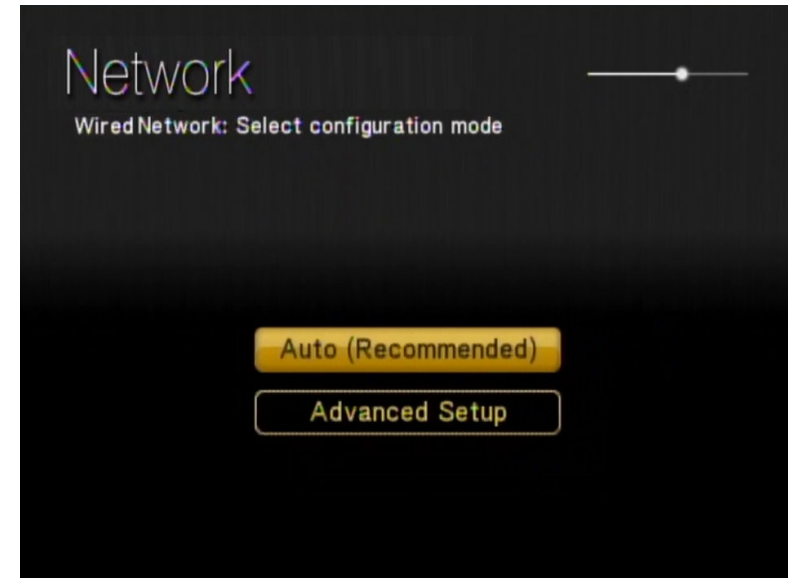 Network
Wired Network: Select configuration mode
Auto (Recommended)
Advanced Setup